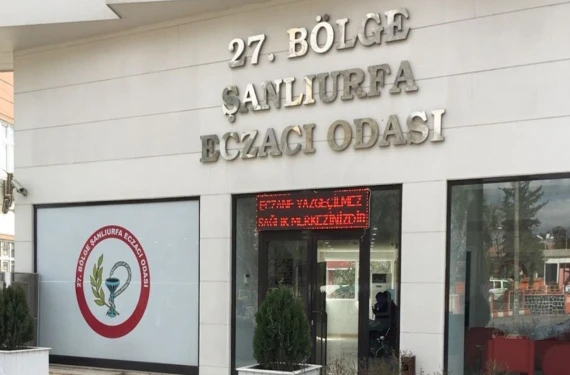 27. BÖLGE
ŞANLIURFA
ECZACI ODASI
ECZANE VAZGEÇİLMEZ
SAĞLIK MERKEZİNİZDİR
27. BÖLGE ŞANLIURFA ECZACI ODASI